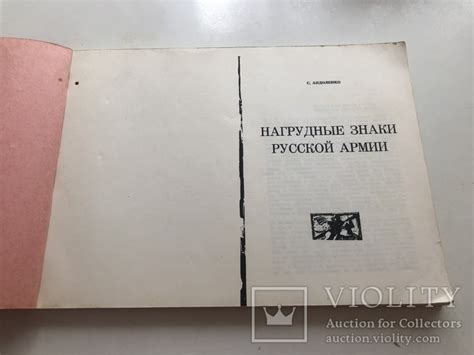 С. АНДОЛЕНКО
НАГРУДНЫЕ ЗНАКИ
РУССКОЙ АРМИИ
VIOLITY
Auction for Collectors
auction.violity.com